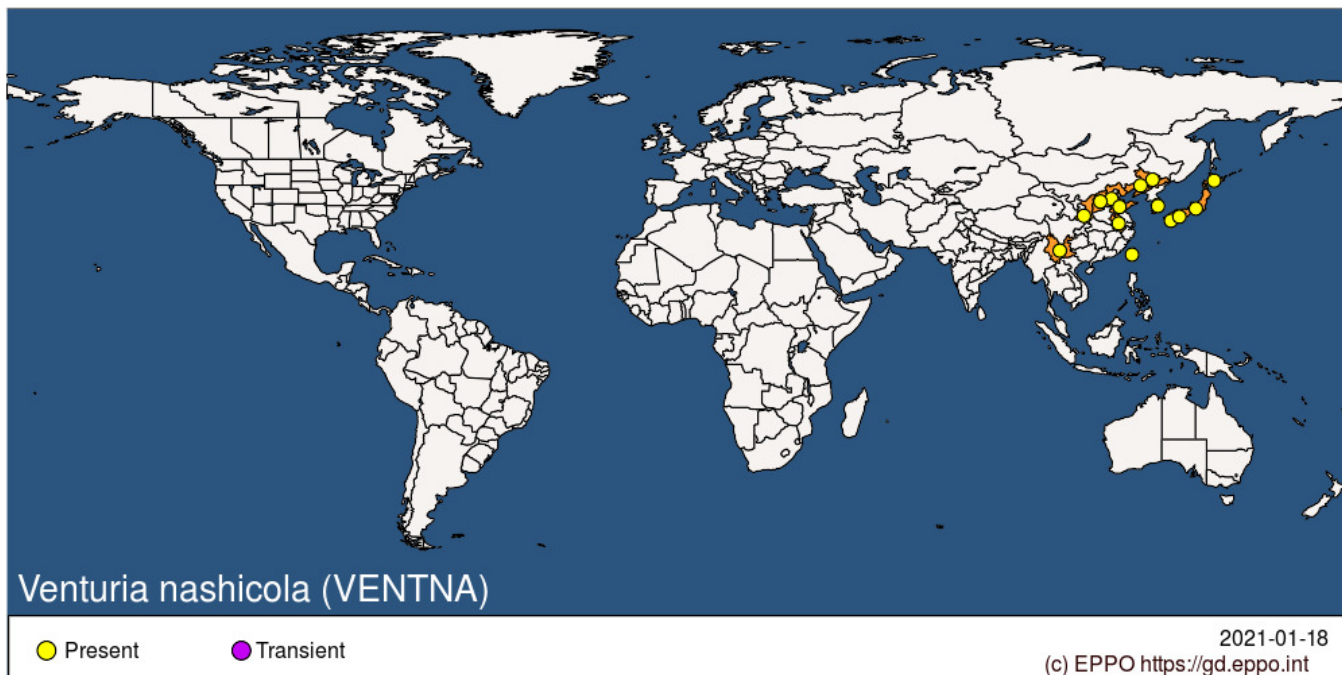 Venturia nashicola (VENTNA)
Present
Transient
2021-01-18
(c) EPPO https://gd.eppo.int